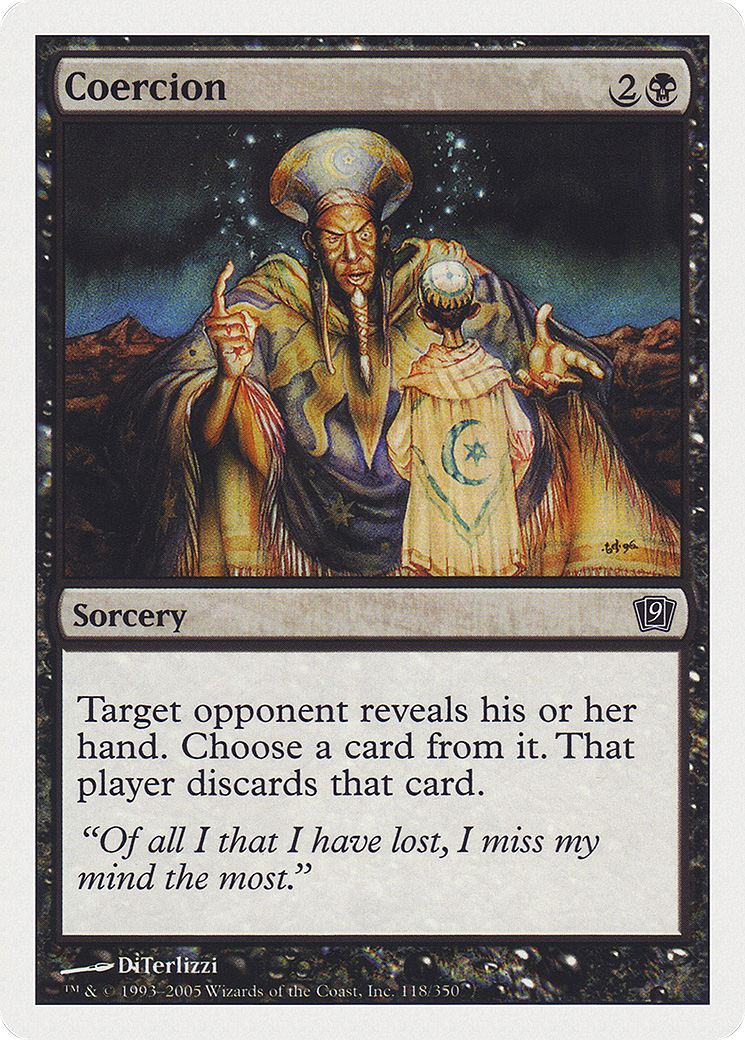 Coercion 2
.td.96
Sorcery 9
Target opponent reveals his or her
hand. Choose a card from it. That
player discards that card.
“Of all I that I have lost, I miss my
mind the most.”
DiTerlizzi
™ & © 1993–2005 Wizards of the Coast, Inc. 118/350